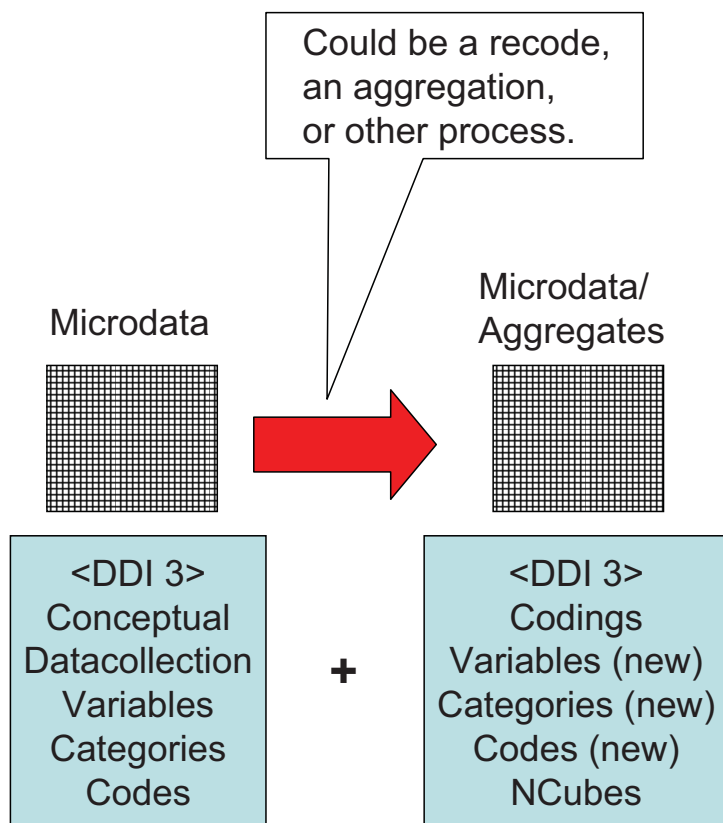 Could be a recode,
an aggregation,
or other process.
Microdata
Microdata/
Aggregates
<DDI 3>
Conceptual
Datacollection
Variables
Categories
Codes
+
<DDI 3>
Codings
Variables (new)
Categories (new)
Codes (new)
NCubes